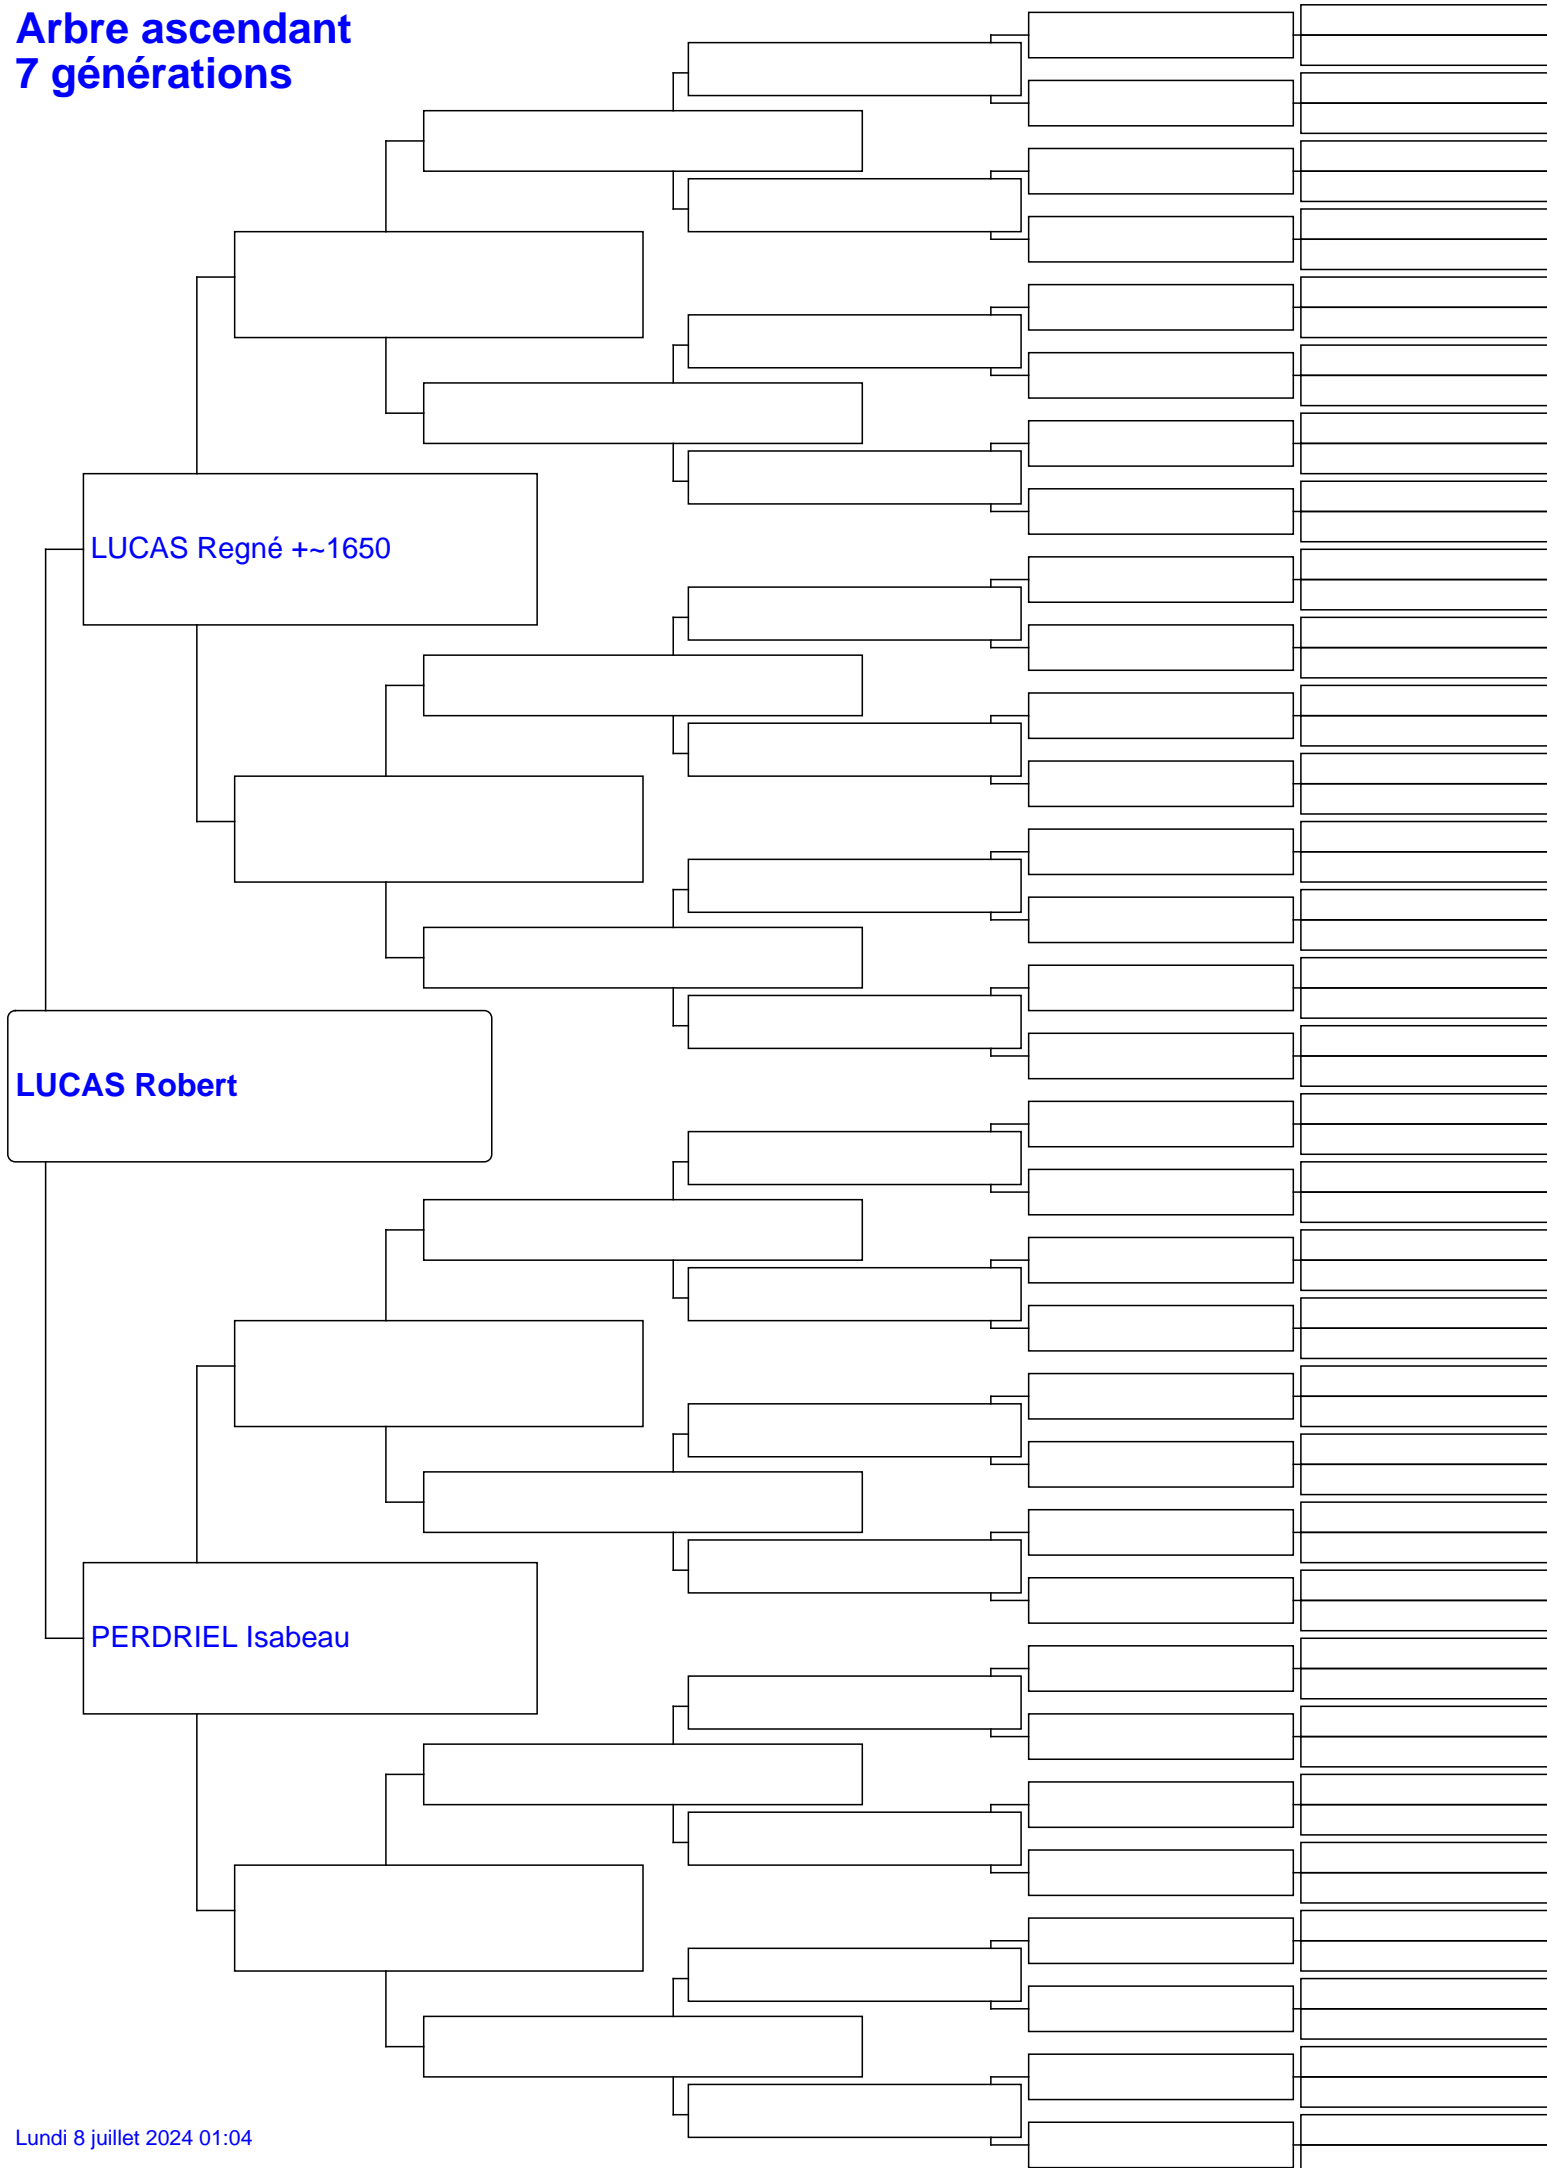 Arbre ascendant
7 générations
LUCAS Regné +~1650
LUCAS Robert
PERDRIEL Isabeau
Lundi 8 juillet 2024 01:04